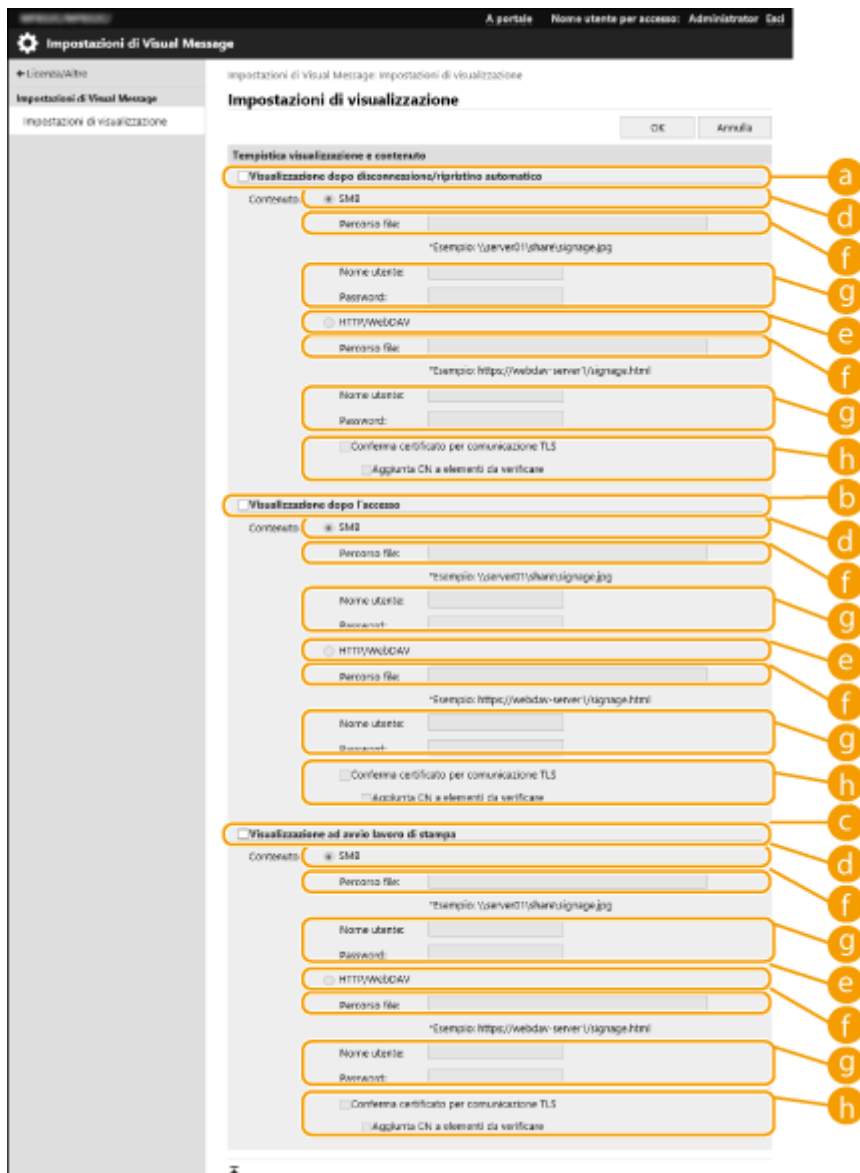 A portale Nome utente per accesso: Administrator Esci
Impostazioni di Visual Message
Licenza/Altro
Impostazioni di Visual Message: Impostazioni di visualizzazione
Impostazioni di Visual Message
Impostazioni di visualizzazione
Impostazioni di visualizzazione
OK Annulla
Tempistica visualizzazione e contenuto
Visualizzazione dopo disconnessione/ripristino automatico
a
Contenuto SMB
d
Percorso file:
f
*Esempio: \\server01\share\signage.jpg
Nome utente:
g
Password:
HTTP/WebDAV
e
Percorso file:
f
*Esempio: https://webdav-server1/signage.html
Nome utente:
g
Password:
Conferma certificato per comunicazione TLS
h
Aggiunta CN a elementi da verificare
Visualizzazione dopo l'accesso
b
Contenuto SMB
d
Percorso file:
f
*Esempio: \\server01\share\signage.jpg
Nome utente:
g
Password:
HTTP/WebDAV
e
Percorso file:
f
*Esempio: https://webdav-server1/signage.html
Nome utente:
g
Password:
Conferma certificato per comunicazione TLS
h
Aggiunta CN a elementi da verificare
c
Visualizzazione ad avvio lavoro di stampa
Contenuto SMB
d
Percorso file:
f
*Esempio: \\server01\share\signage.jpg
Nome utente:
g
Password:
HTTP/WebDAV
e
Percorso file:
f
*Esempio: https://webdav-server1/signage.html
Nome utente:
g
Password:
Conferma certificato per comunicazione TLS
h
Aggiunta CN a elementi da verificare